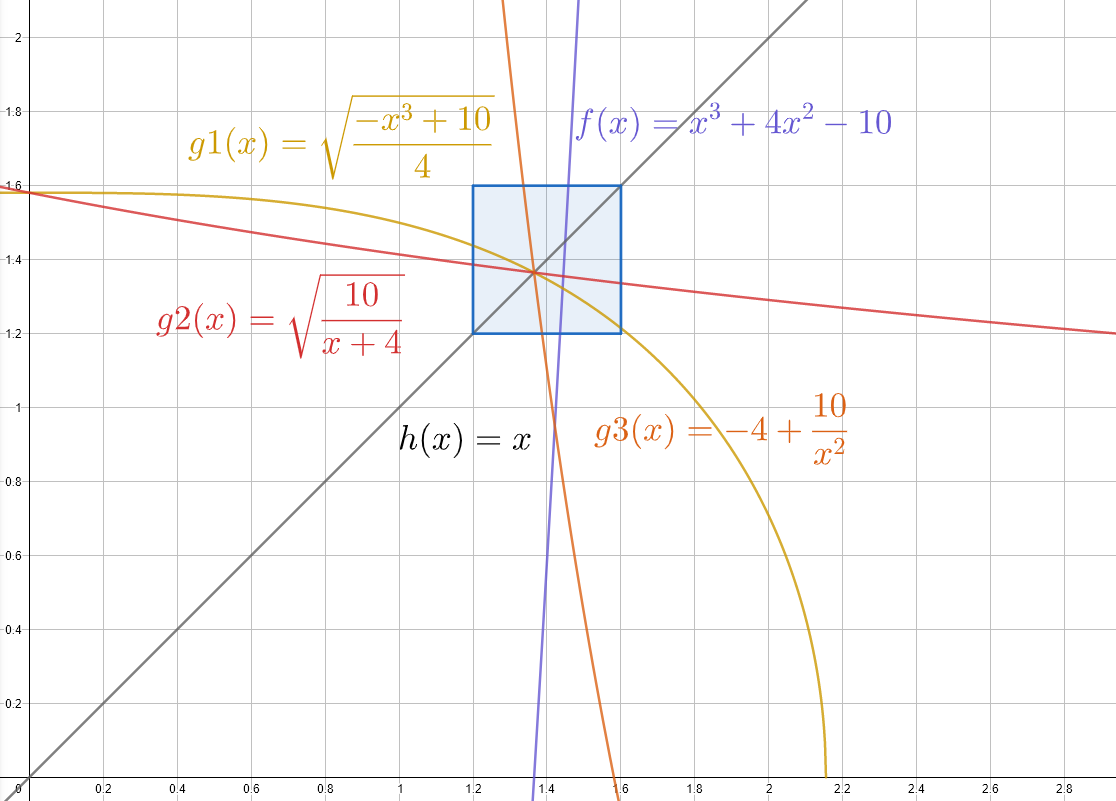 2
1.8
g1(x) = √((−x³ + 10)/4)
f(x) = x³ + 4x² − 10
1.6
1.4
g2(x) = √(10/(x + 4))
1.2
1
h(x) = x
g3(x) = −4 + 10/x²
0.8
0.6
0.4
0.2
0 0.2 0.4 0.6 0.8 1 1.2 1.4 1.6 1.8 2 2.2 2.4 2.6 2.8